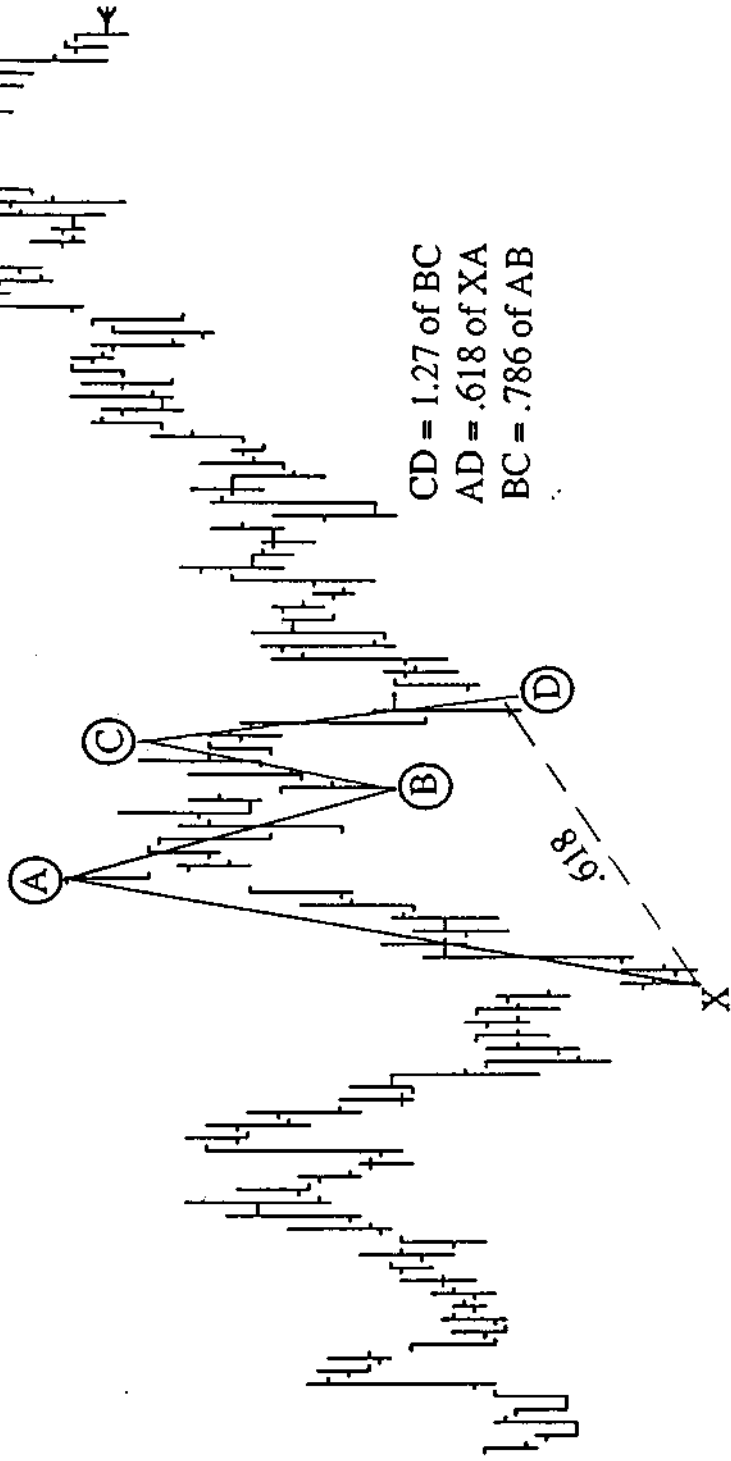 A
C
B
D
X
.618
CD = 1.27 of BC
AD = .618 of XA
BC = .786 of AB